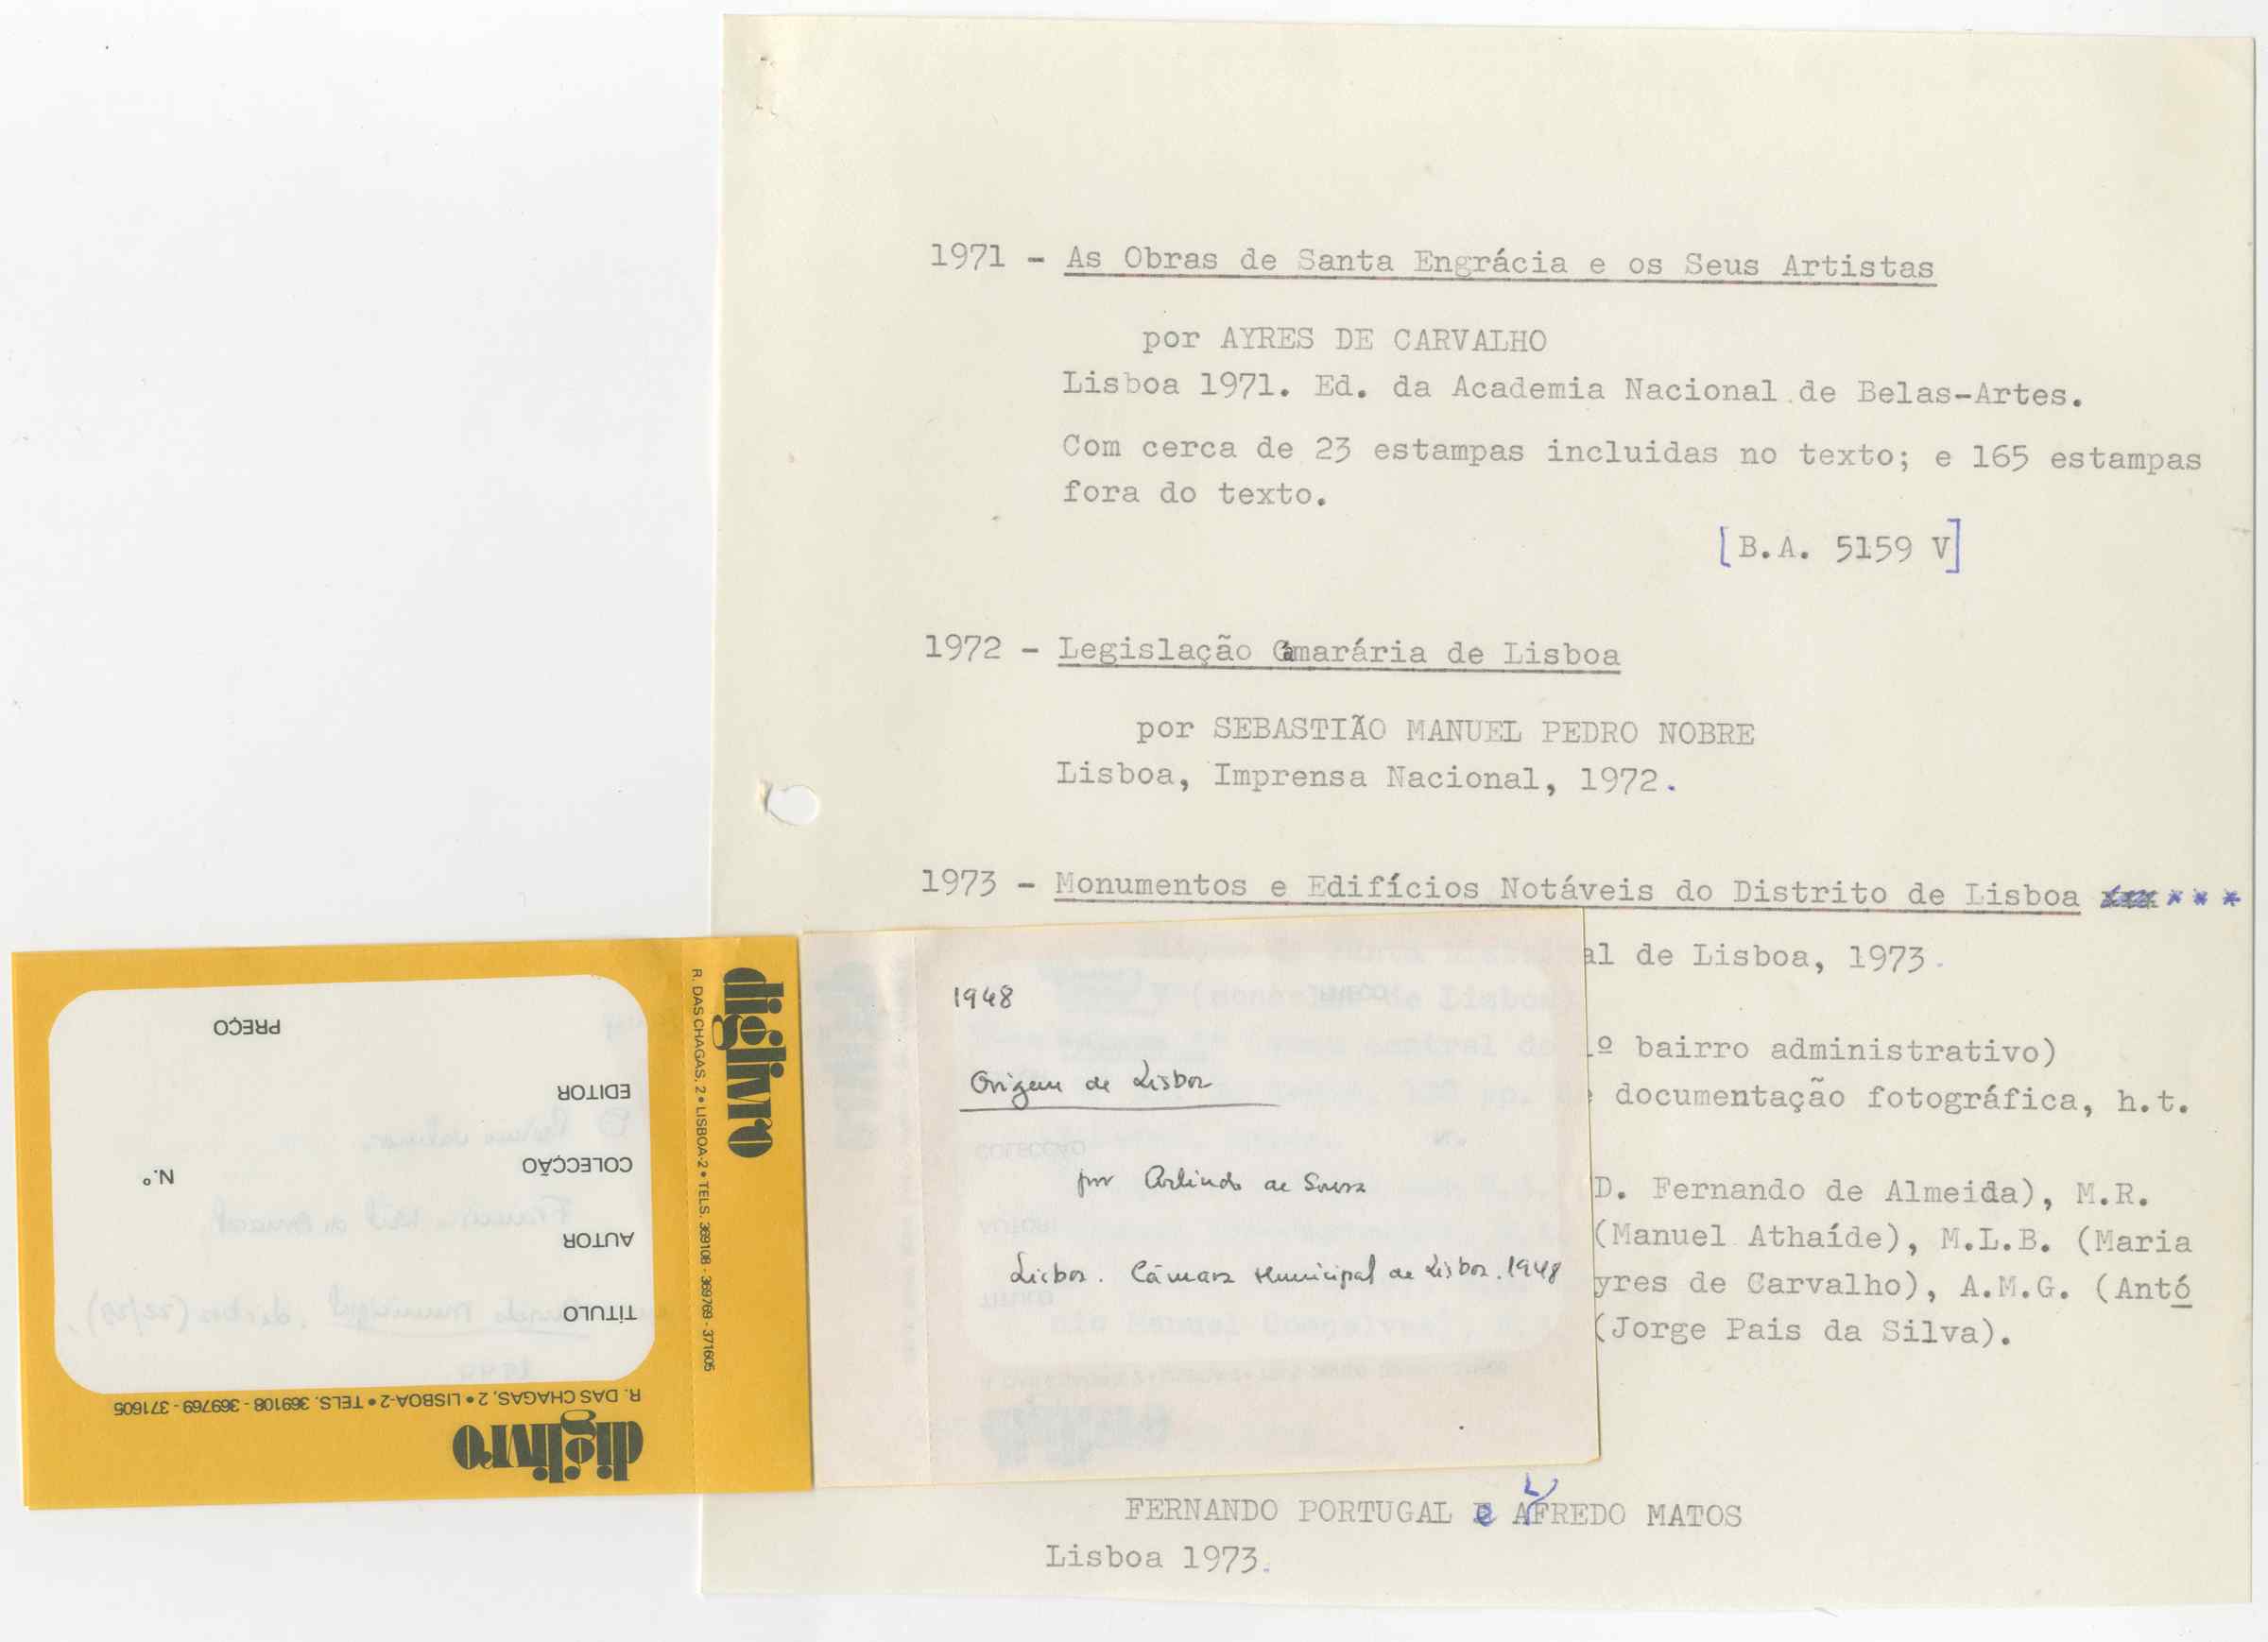 1971 - As Obras de Santa Engrácia e os Seus Artistas
por AYRES DE CARVALHO
Lisboa 1971. Ed. da Academia Nacional de Belas-Artes.
Com cerca de 23 estampas incluidas no texto; e 165 estampas
fora do texto.
[B.A. 5159 V]
1972 - Legislação Camarária de Lisboa
por SEBASTIÃO MANUEL PEDRO NOBRE
Lisboa, Imprensa Nacional, 1972.
1973 - Monumentos e Edifícios Notáveis do Distrito de Lisboa * * *
al de Lisboa, 1973.
º bairro administrativo)
documentação fotográfica, h.t.
D. Fernando de Almeida), M.R.
(Manuel Athaíde), M.L.B. (Maria
yres de Carvalho), A.M.G. (Antó
(Jorge Pais da Silva).
FERNANDO PORTUGAL e ALFREDO MATOS
Lisboa 1973.
1948
Origem de Lisboa
por Arlindo de Sousa
Lisboa. Câmara Municipal de Lisboa. 1948
digilivro
R. DAS CHAGAS, 2 • LISBOA-2 • TELS. 369108 - 369769 - 371605
digilivro
R. DAS CHAGAS, 2 • LISBOA-2 • TELS. 369108 - 369769 - 371605
TÍTULO
AUTOR
COLECÇÃO
N.º
EDITOR
PREÇO